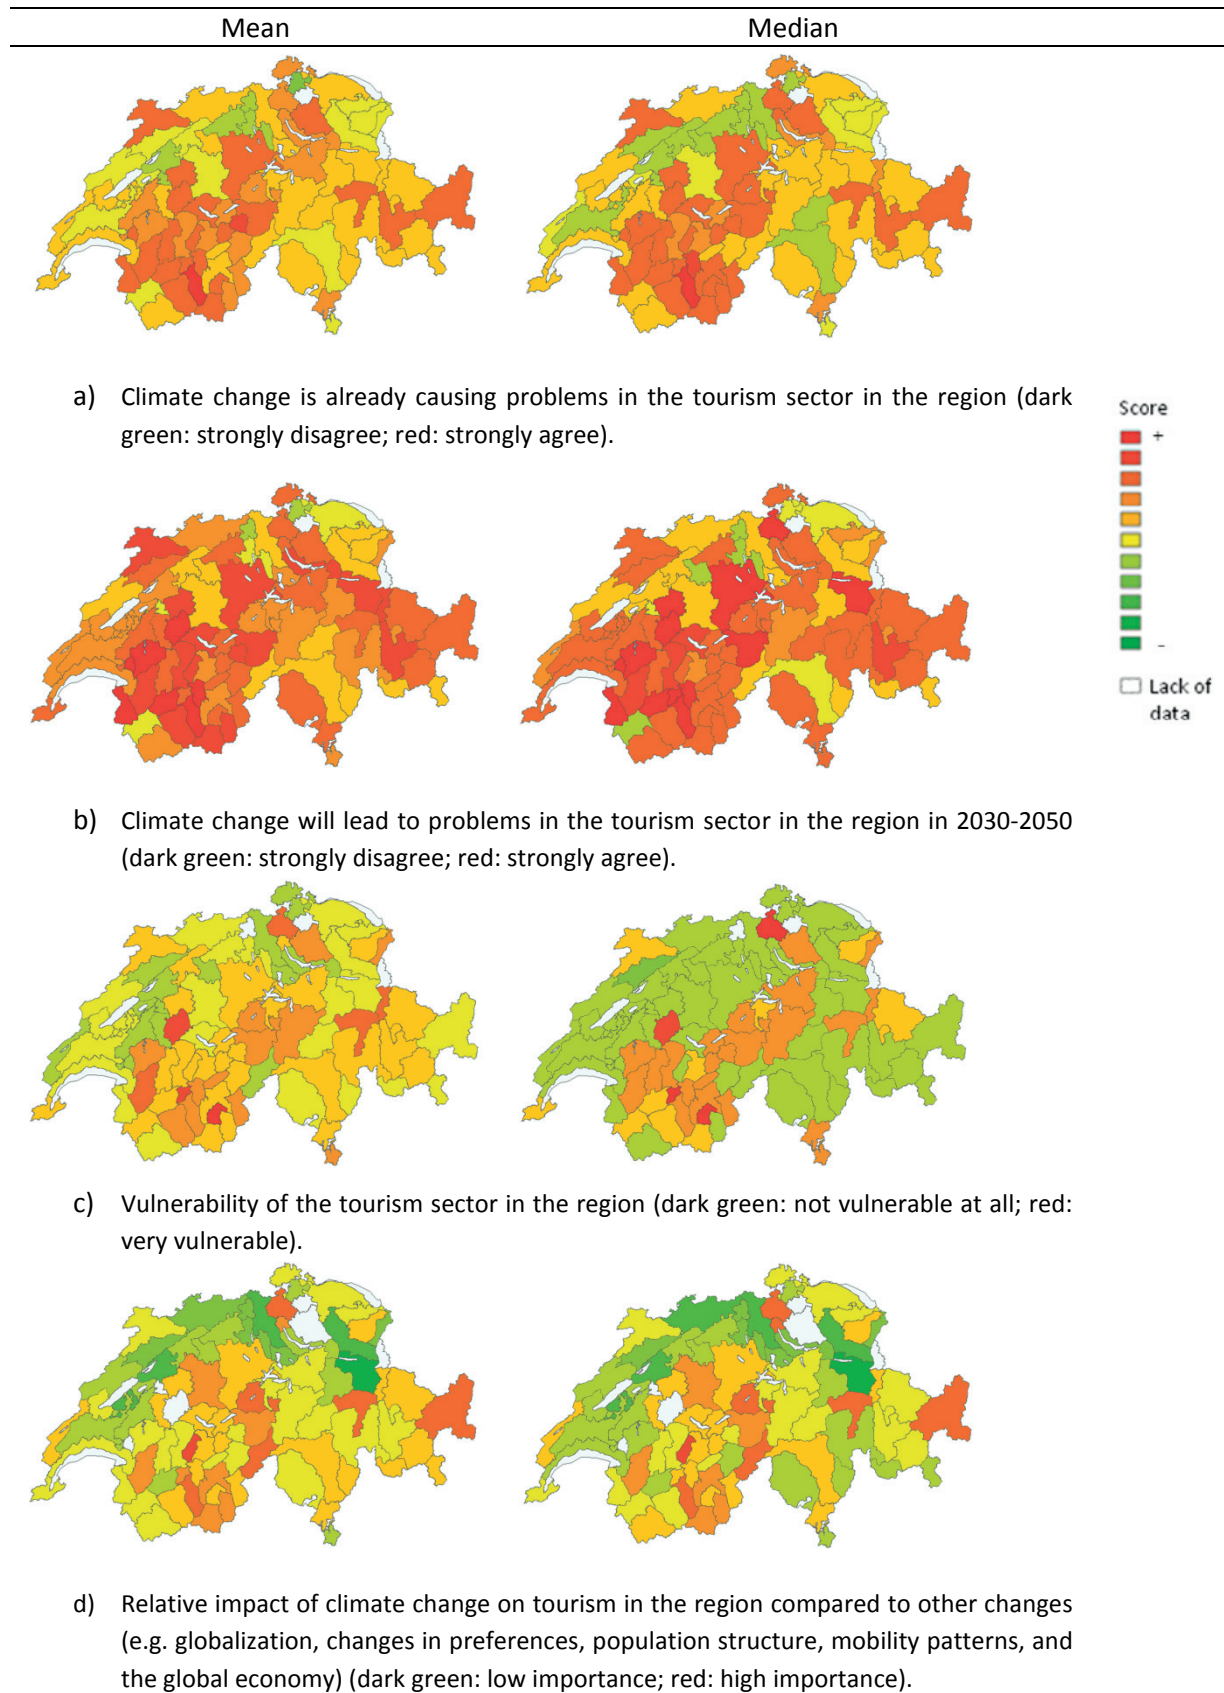 Mean Median
a) Climate change is already causing problems in the tourism sector in the region (dark
green: strongly disagree; red: strongly agree).
Score
+
-
Lack of
data
b) Climate change will lead to problems in the tourism sector in the region in 2030-2050
(dark green: strongly disagree; red: strongly agree).
c) Vulnerability of the tourism sector in the region (dark green: not vulnerable at all; red:
very vulnerable).
d) Relative impact of climate change on tourism in the region compared to other changes
(e.g. globalization, changes in preferences, population structure, mobility patterns, and
the global economy) (dark green: low importance; red: high importance).